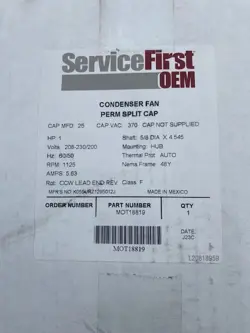 ServiceFirst
OEM
CONDENSER FAN
PERM SPLIT CAP
CAP MFD: 25 CAP VAC: 370 CAP NOT SUPPLIED
HP: 1 Shaft: 5/8 DIA X 4.545
Volts: 208-230/200 Mounting: HUB
Hz: 60/50 Thermal Prot: AUTO
RPM: 1125 Nema Frame: 48Y
AMPS: 5.63
Rot: CCW LEAD END REV Class: F
MADE IN MEXICO
ORDER NUMBER PART NUMBER QTY
MOT18819 1
MOT18819
DATE:
J23C